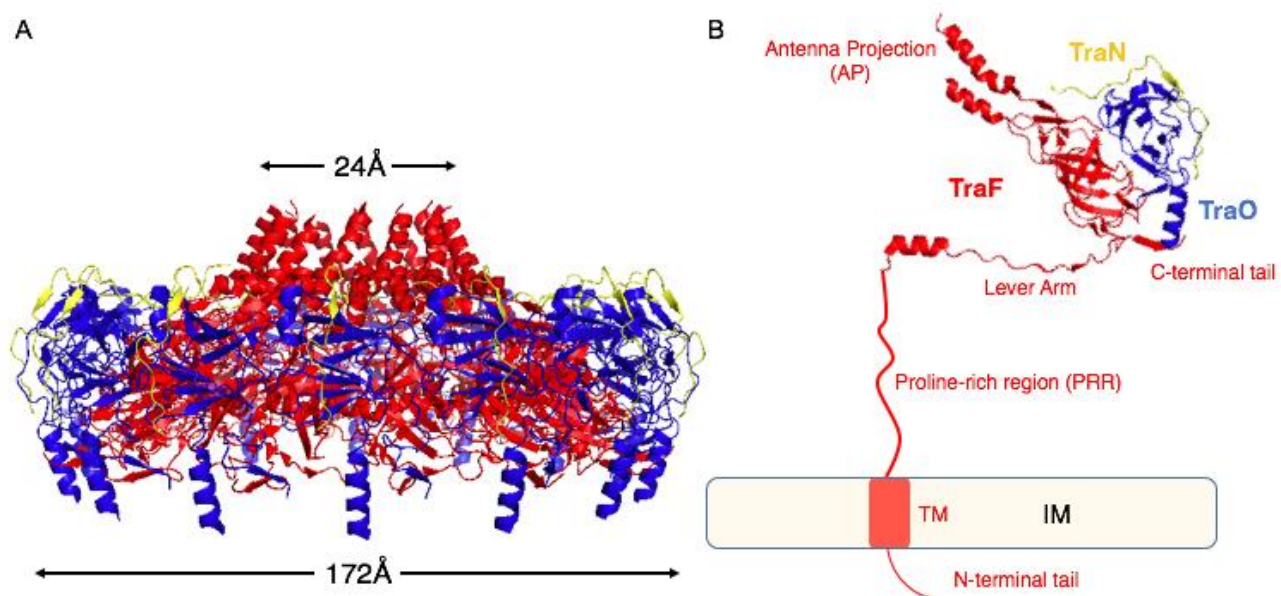 A
24Å
172Å
B
Antenna Projection
(AP)
TraN
TraF
TraO
C-terminal tail
Lever Arm
Proline-rich region (PRR)
TM
IM
N-terminal tail